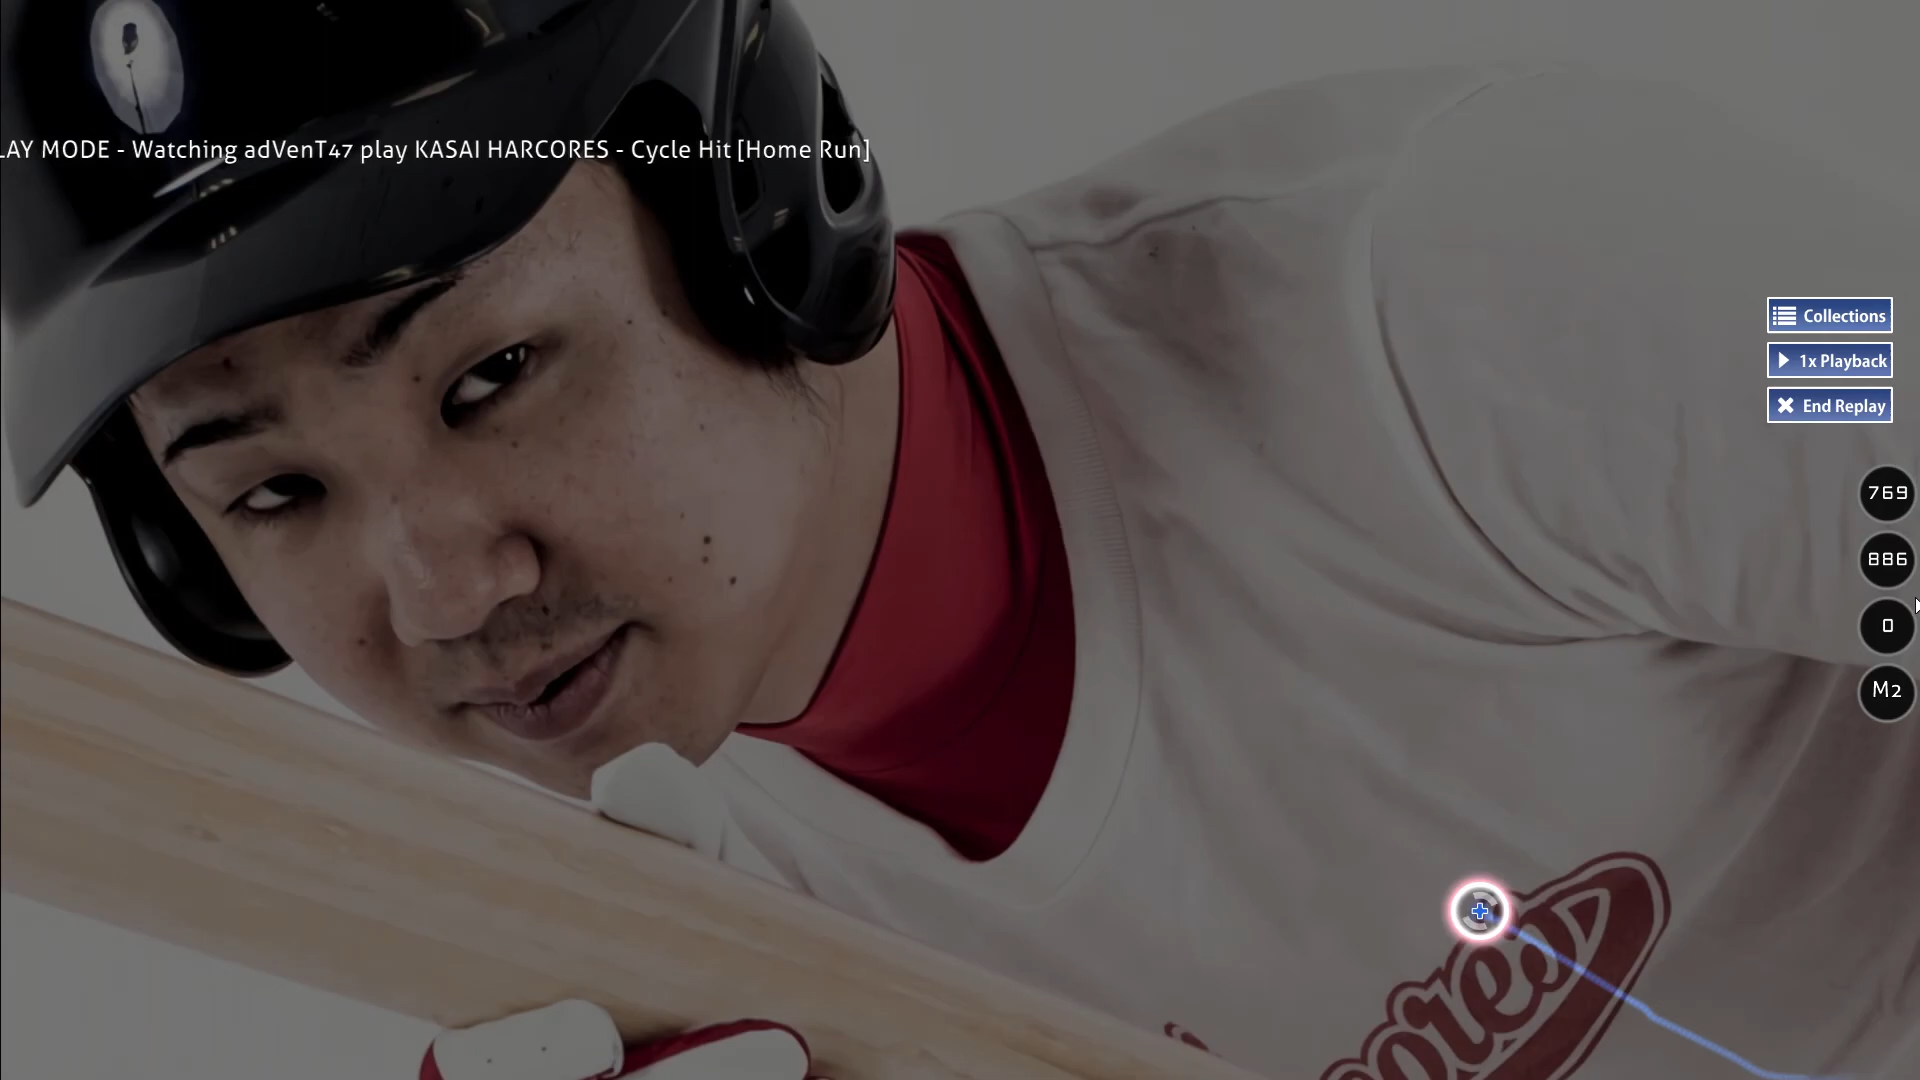 LAY MODE - Watching adVenT47 play KASAI HARCORES - Cycle Hit [Home Run]
Collections
1x Playback
End Replay
769
886
0
M2
ores